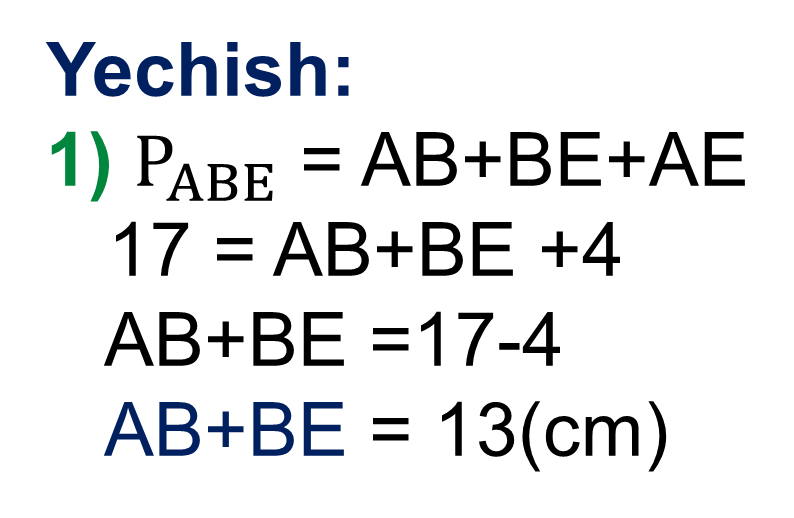 Yechish:
1) P_ABE = AB+BE+AE
17 = AB+BE +4
AB+BE =17-4
AB+BE = 13(cm)